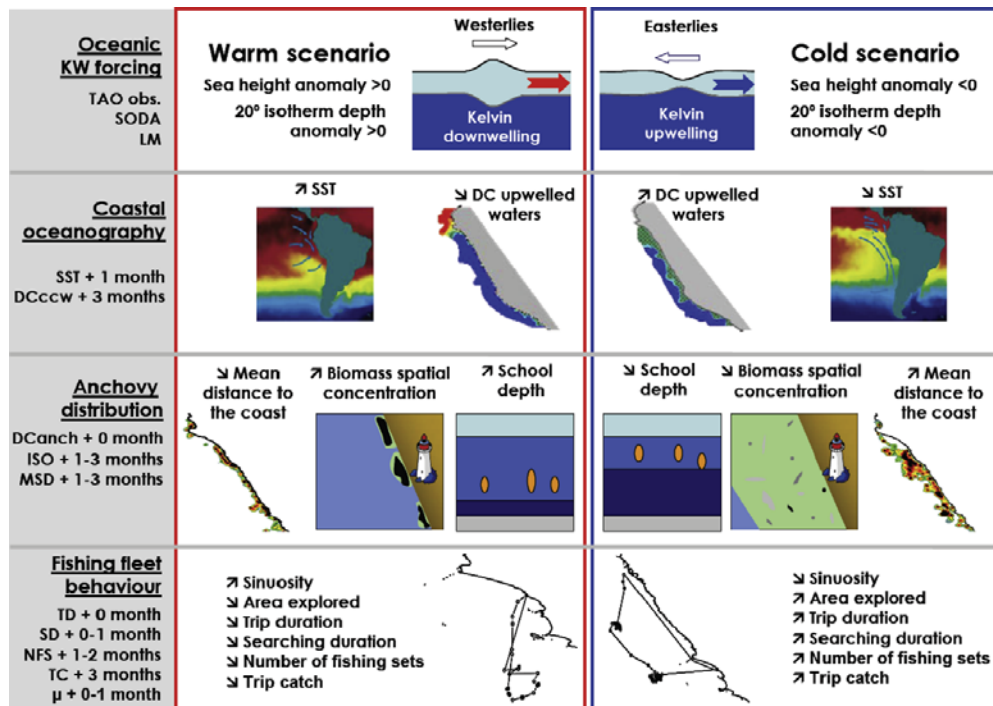 Oceanic
KW forcing
TAO obs.
SODA
LM
Warm scenario
Sea height anomaly >0
20º isotherm depth
anomaly >0
Westerlies
Kelvin
downwelling
Easterlies
Kelvin
upwelling
Cold scenario
Sea height anomaly <0
20º isotherm depth
anomaly <0
Coastal
oceanography
SST + 1 month
DCccw + 3 months
↗ SST
↘ DC upwelled
waters
↗ DC upwelled
waters
↘ SST
Anchovy
distribution
DCanch + 0 month
ISO + 1-3 months
MSD + 1-3 months
↘ Mean
distance to
the coast
↗ Biomass spatial
concentration
↗ School
depth
↘ School
depth
↘ Biomass spatial
concentration
↗ Mean
distance to
the coast
Fishing fleet
behaviour
TD + 0 month
SD + 0-1 month
NFS + 1-2 months
TC + 3 months
µ + 0-1 month
↗ Sinuosity
↘ Area explored
↘ Trip duration
↘ Searching duration
↘ Number of fishing sets
↘ Trip catch
↘ Sinuosity
↗ Area explored
↗ Trip duration
↗ Searching duration
↗ Number of fishing sets
↗ Trip catch